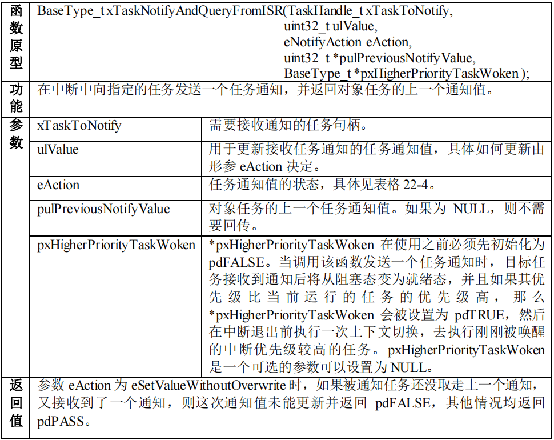 函数原型
BaseType_t xTaskNotifyAndQueryFromISR(TaskHandle_t xTaskToNotify,
uint32_t ulValue,
eNotifyAction eAction,
uint32_t *pulPreviousNotifyValue,
BaseType_t *pxHigherPriorityTaskWoken );
功能
在中断中向指定的任务发送一个任务通知，并返回对象任务的上一个通知值。
参数
xTaskToNotify 需要接收通知的任务句柄。
ulValue 用于更新接收任务通知的任务通知值，具体如何更新由
形参 eAction 决定。
eAction 任务通知值的状态，具体见表格 22-4。
pulPreviousNotifyValue 对象任务的上一个任务通知值。如果为 NULL，则不需
要回传。
pxHigherPriorityTaskWoken *pxHigherPriorityTaskWoken 在使用之前必须先初始化为
pdFALSE。当调用该函数发送一个任务通知时，目标任
务接收到通知后将从阻塞态变为就绪态，并且如果其优
先级比当前运行的任务的优先级高，那么
*pxHigherPriorityTaskWoken 会被设置为 pdTRUE，然后
在中断退出前执行一次上下文切换，去执行刚刚被唤醒
的中断优先级较高的任务。pxHigherPriorityTaskWoken
是一个可选的参数可以设置为 NULL。
返回值
参数 eAction 为 eSetValueWithoutOverwrite 时，如果被通知任务还没取走上一个通知，
又接收到了一个通知，则这次通知值未能更新并返回 pdFALSE，其他情况均返回
pdPASS。